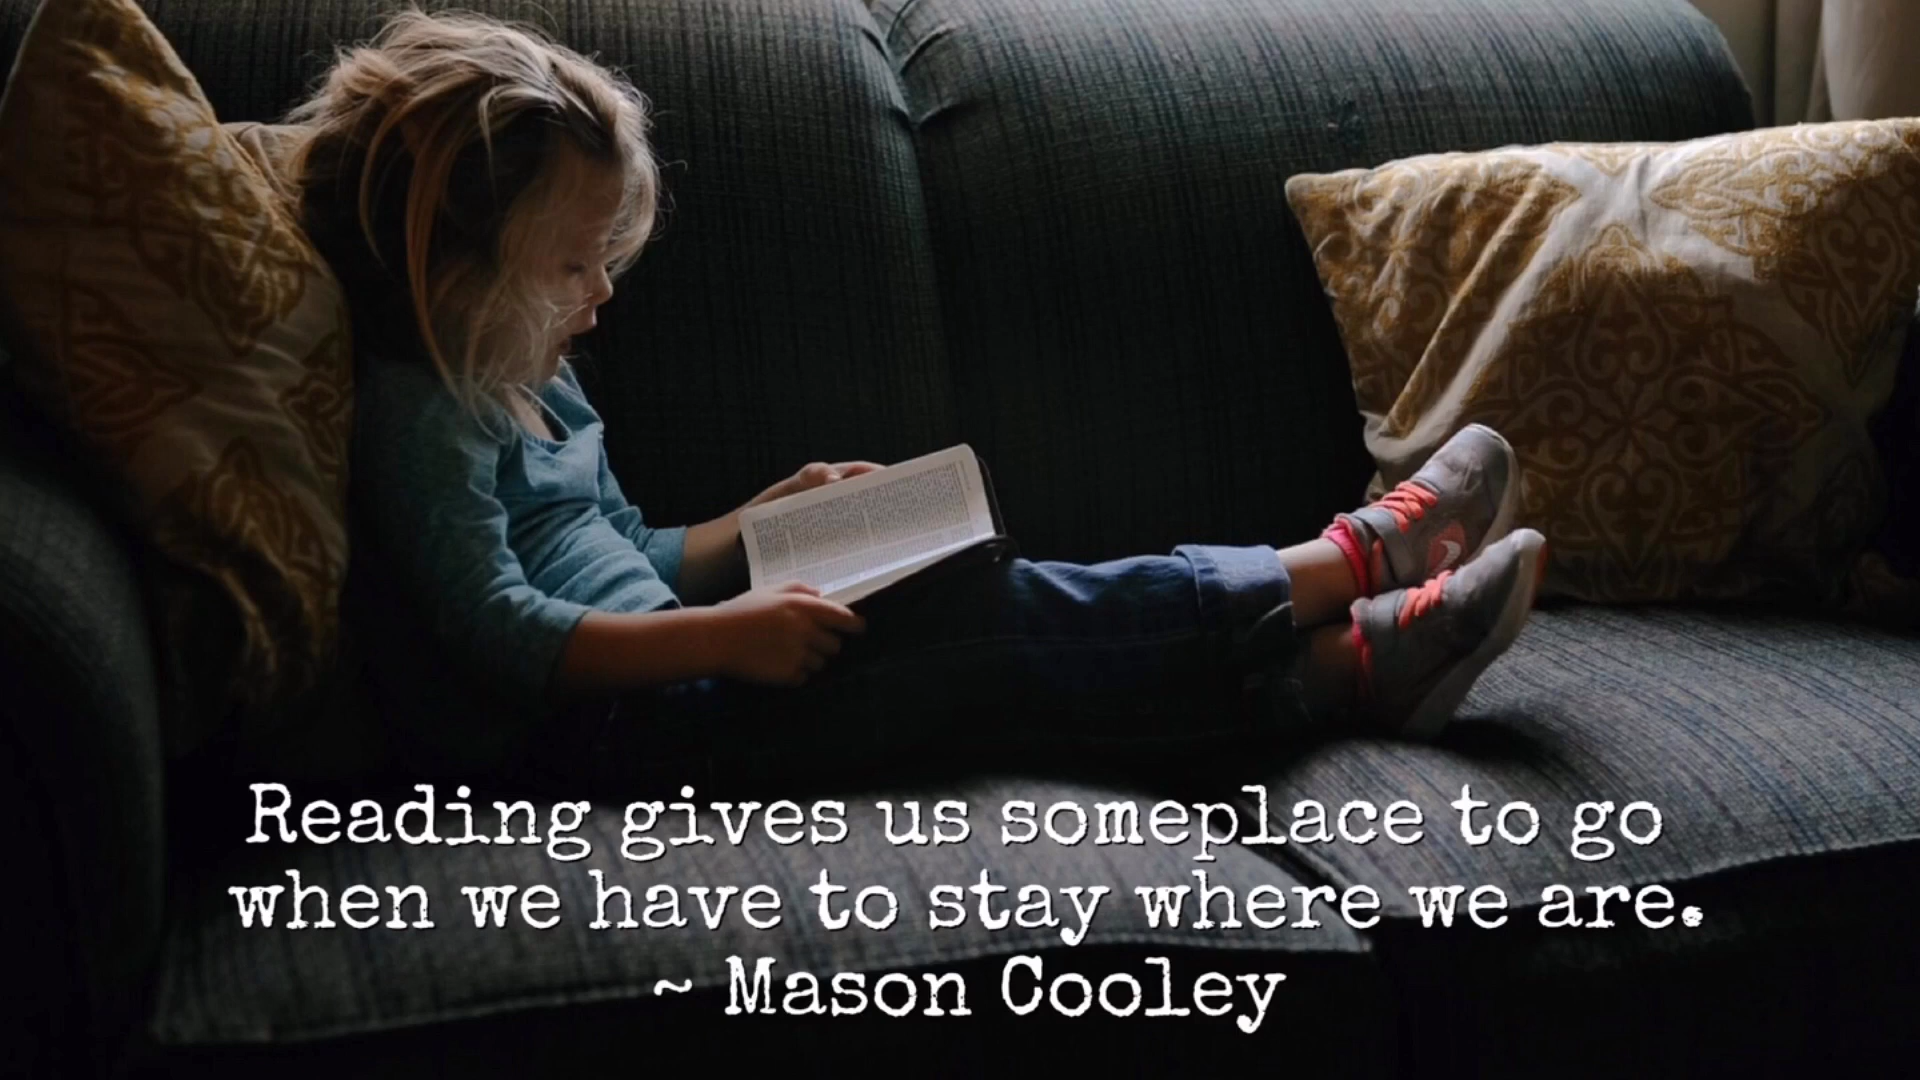 Reading gives us someplace to go
when we have to stay where we are.
~ Mason Cooley